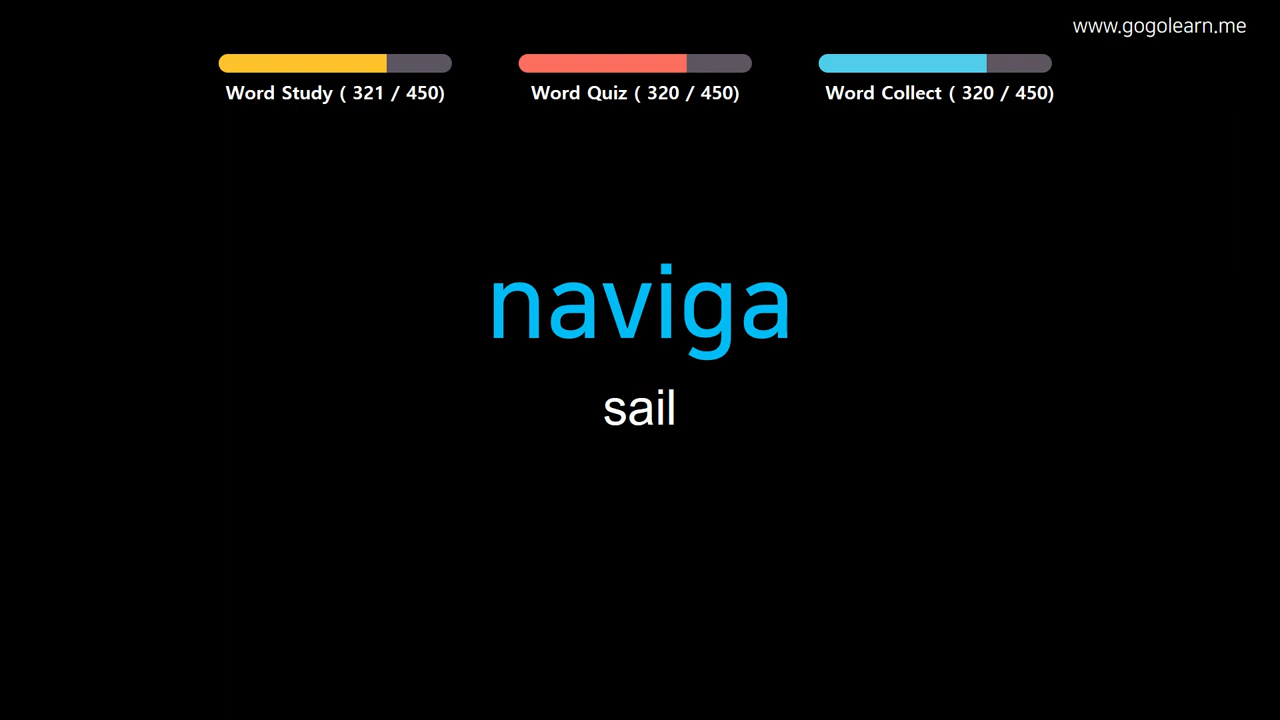 www.gogolearn.me
Word Study ( 321 / 450)
Word Quiz ( 320 / 450)
Word Collect ( 320 / 450)
naviga
sail